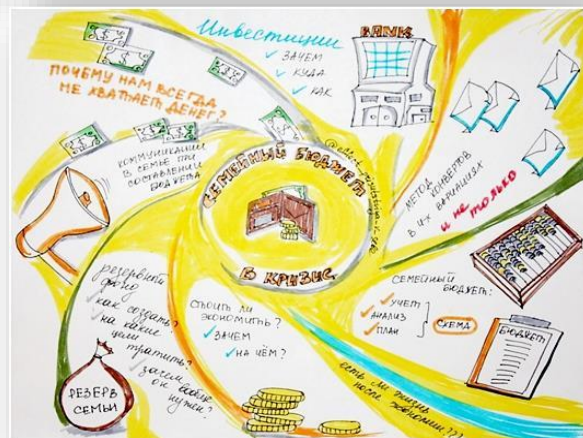 Инвестиции
✓ ЗАЧЕМ
✓ КУДА
✓ КАК
BANK
ПОЧЕМУ НАМ ВСЕГДА
НЕ ХВАТАЕТ ДЕНЕГ?
КОММУНИКАЦИИ
В СЕМЬЕ ПРИ
СОСТАВЛЕНИИ
БЮДЖЕТА
СЕМЕЙНЫЙ БЮДЖЕТ
В КРИЗИС
МЕТОД
КОНВЕРТОВ
В ИХ ВАРИАЦИЯХ
и не только
СЕМЕЙНЫЙ
БЮДЖЕТ:
✓ УЧЕТ
✓ АНАЛИЗ
✓ ПЛАН
СХЕМА
БЮДЖЕТ
резервный
фонд
✓ как создать?
✓ на какие
цели
тратить?
✓ зачем
он вообще
нужен?
РЕЗЕРВ
СЕМЬИ
СТОИТ ЛИ
ЭКОНОМИТЬ?
✓ ЗАЧЕМ
✓ НА ЧЁМ?
есть ли жизнь
после экономии???